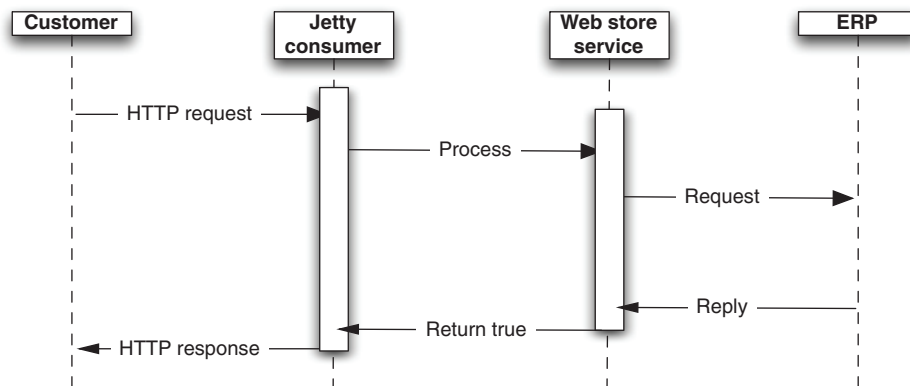 Customer
Jetty
consumer
Web store
service
ERP
HTTP request
Process
Request
Reply
Return true
HTTP response